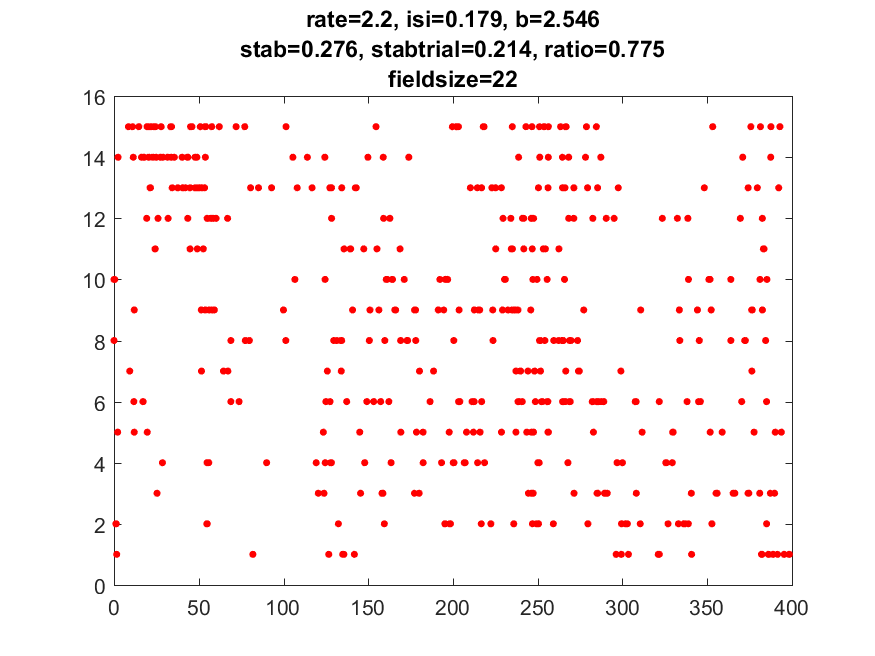 rate=2.2, isi=0.179, b=2.546
stab=0.276, stabtrial=0.214, ratio=0.775
fieldsize=22
16
14
12
10
8
6
4
2
0
0 50 100 150 200 250 300 350 400